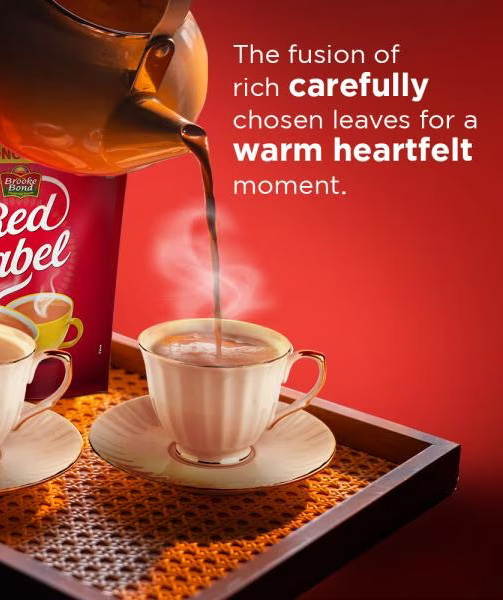 The fusion of
rich carefully
chosen leaves for a
warm heartfelt
moment.
Brooke
Bond
Red
Label